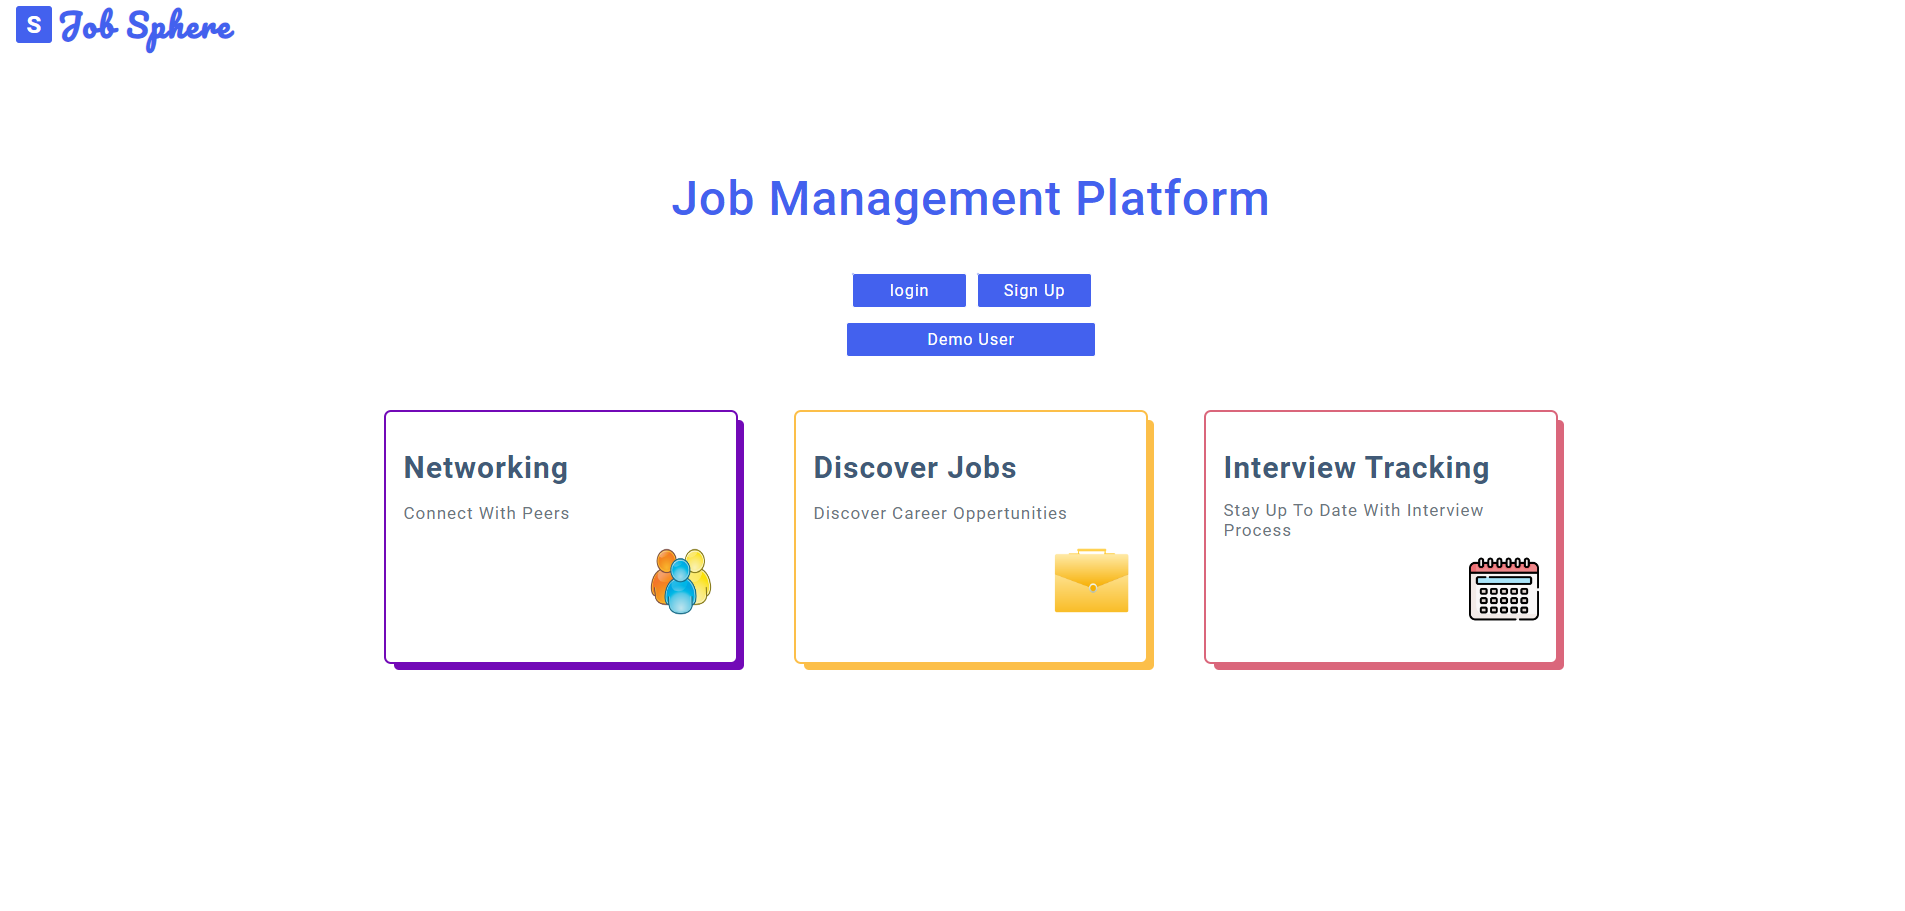 S Job Sphere
Job Management Platform
login Sign Up
Demo User
Networking
Connect With Peers
Discover Jobs
Discover Career Oppertunities
Interview Tracking
Stay Up To Date With Interview
Process